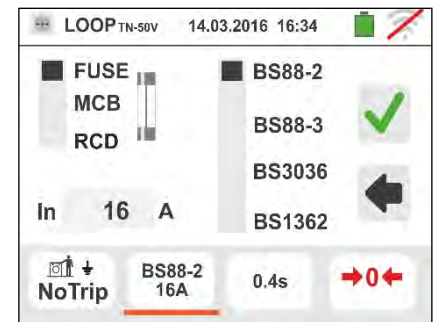 LOOP TN-50V 14.03.2016 16:34
FUSE
MCB
RCD
BS88-2
BS88-3
BS3036
BS1362
In 16 A
NoTrip
BS88-2
16A
0.4s
→0←